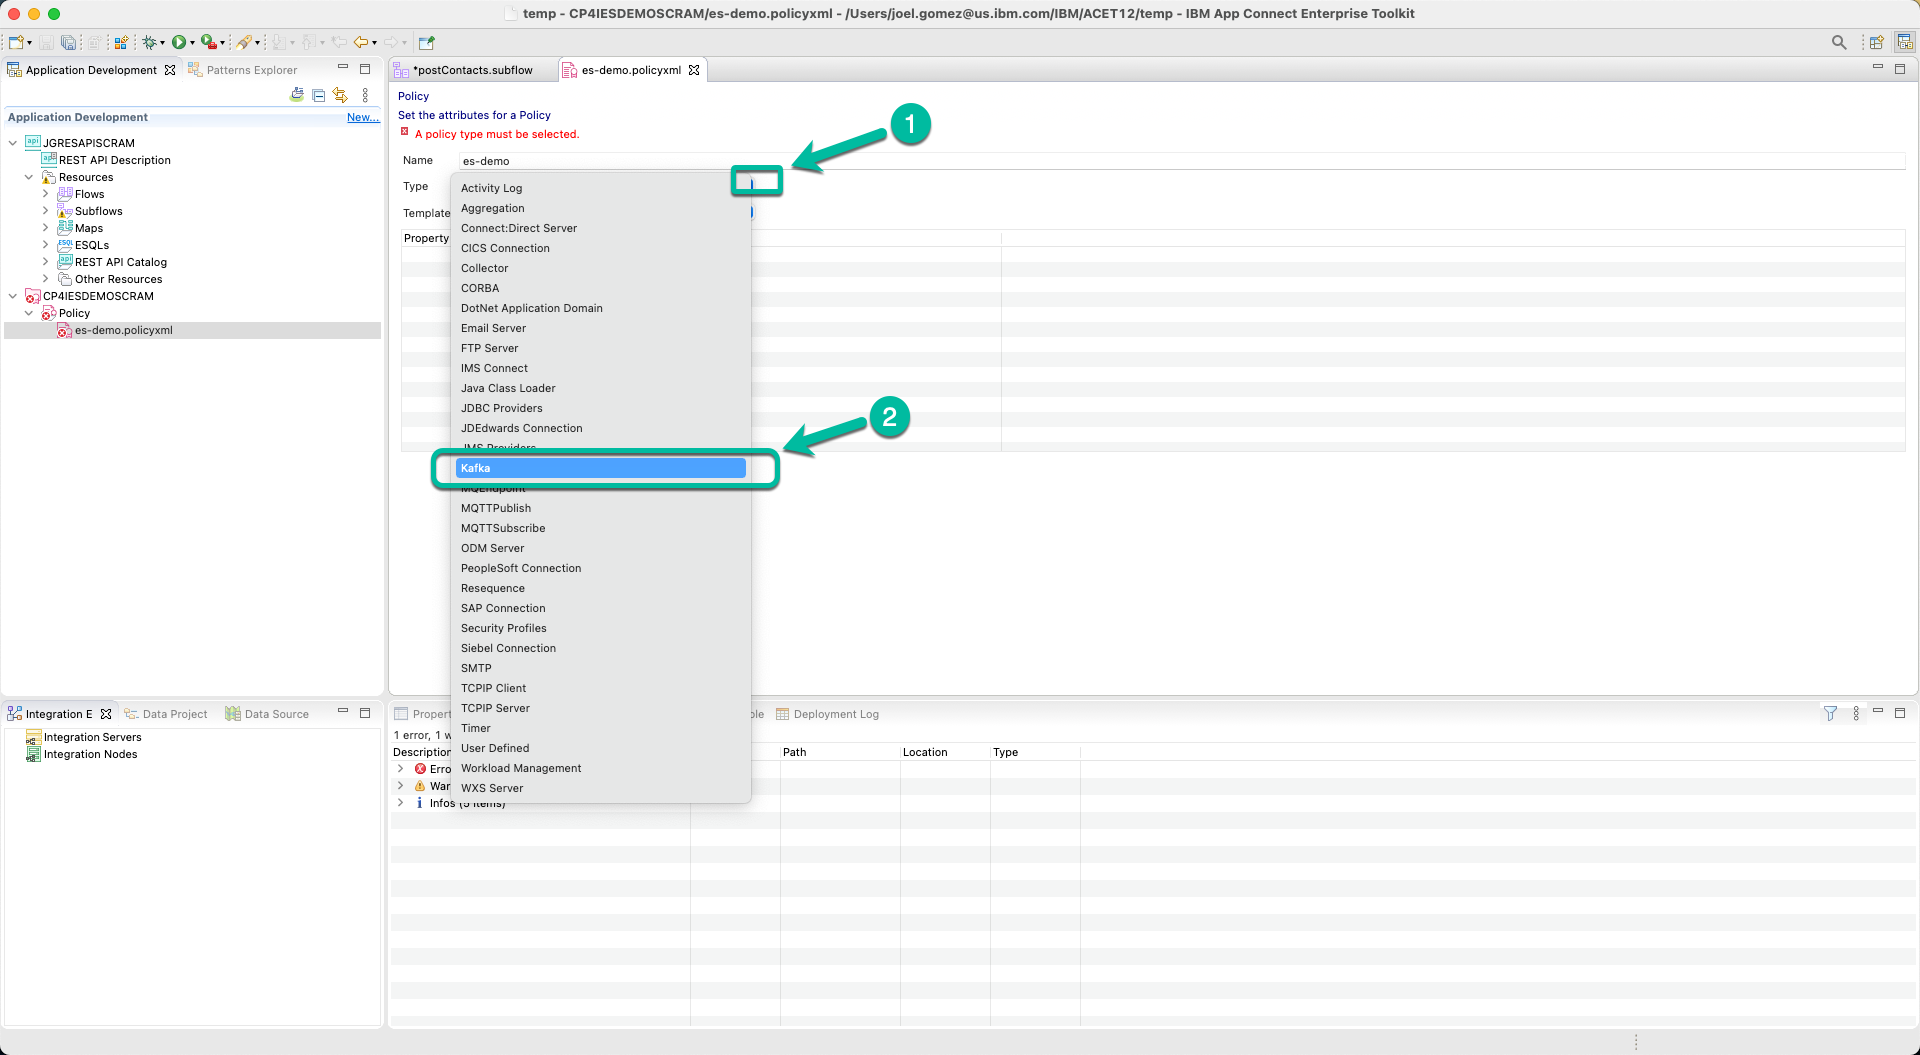 temp - CP4IESDEMOSCRAM/es-demo.policyxml - /Users/joel.gomez@us.ibm.com/IBM/ACET12/temp - IBM App Connect Enterprise Toolkit
Application Development
Patterns Explorer
Application Development
New...
JGRESAPISCRAM
REST API Description
Resources
Flows
Subflows
Maps
ESQLs
REST API Catalog
Other Resources
CP4IESDEMOSCRAM
Policy
es-demo.policyxml
*postContacts.subflow
es-demo.policyxml
Policy
Set the attributes for a Policy
A policy type must be selected.
1
Name
es-demo
Type
Template
Property
Activity Log
Aggregation
Connect:Direct Server
CICS Connection
Collector
CORBA
DotNet Application Domain
Email Server
FTP Server
IMS Connect
Java Class Loader
JDBC Providers
JDEdwards Connection
JMS Providers
2
Kafka
MQEndpoint
MQTTPublish
MQTTSubscribe
ODM Server
PeopleSoft Connection
Resequence
SAP Connection
Security Profiles
Siebel Connection
SMTP
TCPIP Client
TCPIP Server
Timer
User Defined
Workload Management
WXS Server
Integration E
Data Project
Data Source
Integration Servers
Integration Nodes
Propert
le
Deployment Log
1 error, 1 w
Description
Path
Location
Type
Erro
War
Infos (5 items)